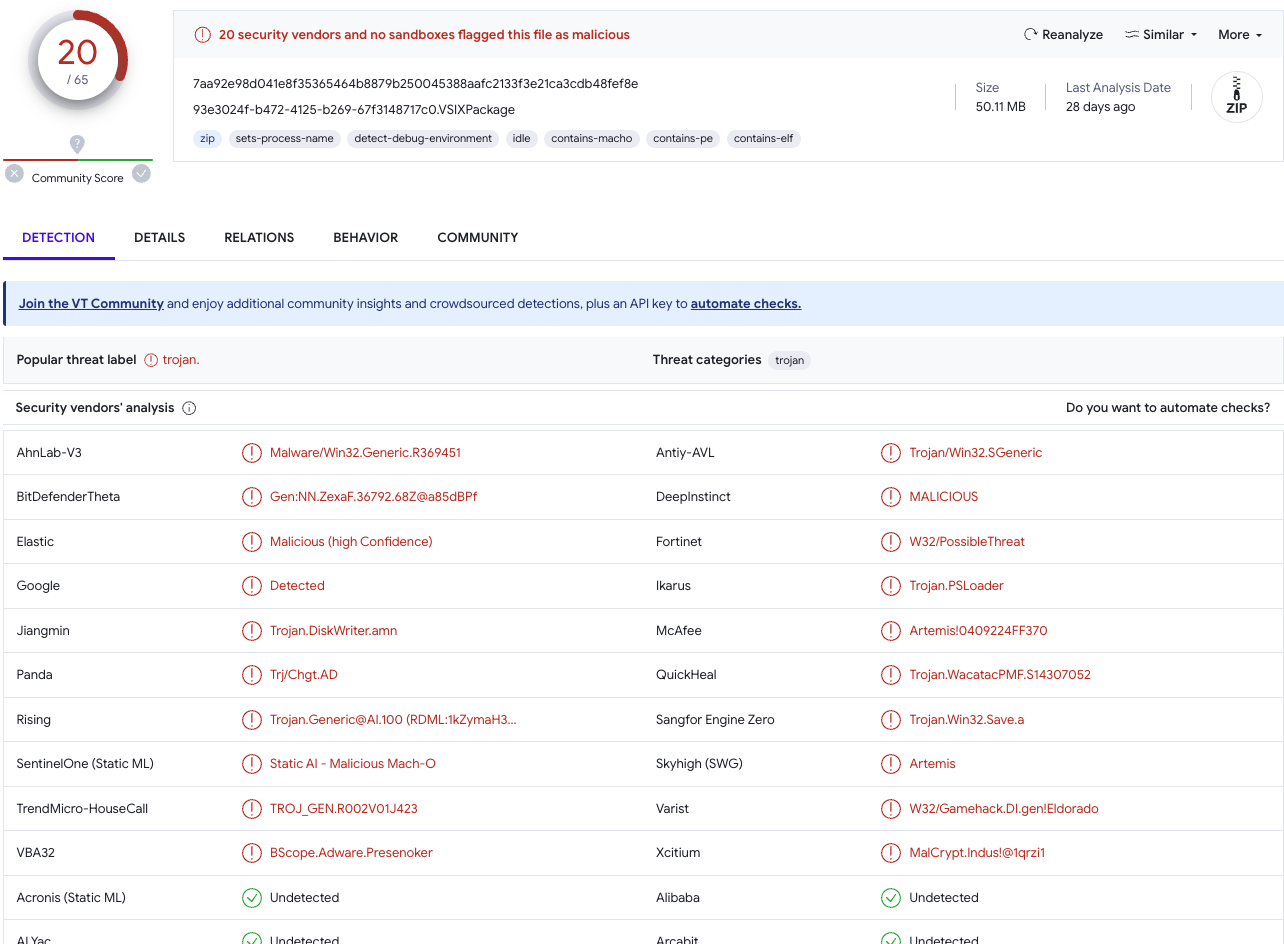 20
/ 65
Community Score
20 security vendors and no sandboxes flagged this file as malicious
Reanalyze
Similar
More
7aa92e98d041e8f35365464b8879b250045388aafc2133f3e21ca3cdb48fef8e
93e3024f-b472-4125-b269-67f3148717c0.VSIXPackage
zip
sets-process-name
detect-debug-environment
idle
contains-macho
contains-pe
contains-elf
Size
50.11 MB
Last Analysis Date
28 days ago
ZIP
DETECTION
DETAILS
RELATIONS
BEHAVIOR
COMMUNITY
Join the VT Community and enjoy additional community insights and crowdsourced detections, plus an API key to automate checks.
Popular threat label
trojan.
Threat categories
trojan
Security vendors' analysis
Do you want to automate checks?
AhnLab-V3
Malware/Win32.Generic.R369451
Antiy-AVL
Trojan/Win32.SGeneric
BitDefenderTheta
Gen:NN.ZexaF.36792.68Z@a85dBPf
DeepInstinct
MALICIOUS
Elastic
Malicious (high Confidence)
Fortinet
W32/PossibleThreat
Google
Detected
Ikarus
Trojan.PSLoader
Jiangmin
Trojan.DiskWriter.amn
McAfee
Artemis!0409224FF370
Panda
Trj/Chgt.AD
QuickHeal
Trojan.WacatacPMF.S14307052
Rising
Trojan.Generic@AI.100 (RDML:1kZymaH3...
Sangfor Engine Zero
Trojan.Win32.Save.a
SentinelOne (Static ML)
Static AI - Malicious Mach-O
Skyhigh (SWG)
Artemis
TrendMicro-HouseCall
TROJ_GEN.R002V01J423
Varist
W32/Gamehack.DI.gen!Eldorado
VBA32
BScope.Adware.Presenoker
Xcitium
MalCrypt.Indus!@1qrzi1
Acronis (Static ML)
Undetected
Alibaba
Undetected
ALYac
Undetected
Arcabit
Undetected